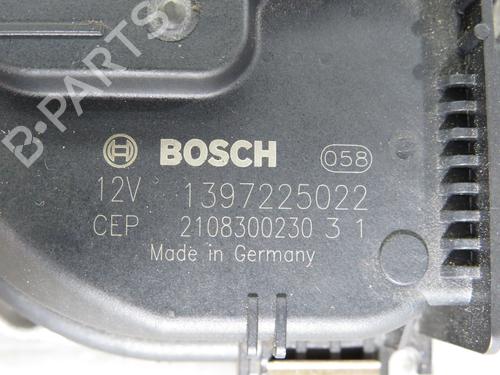 B-PARTS
BOSCH 058
12V 1397225022
CEP 2108300230 3 1
Made in Germany